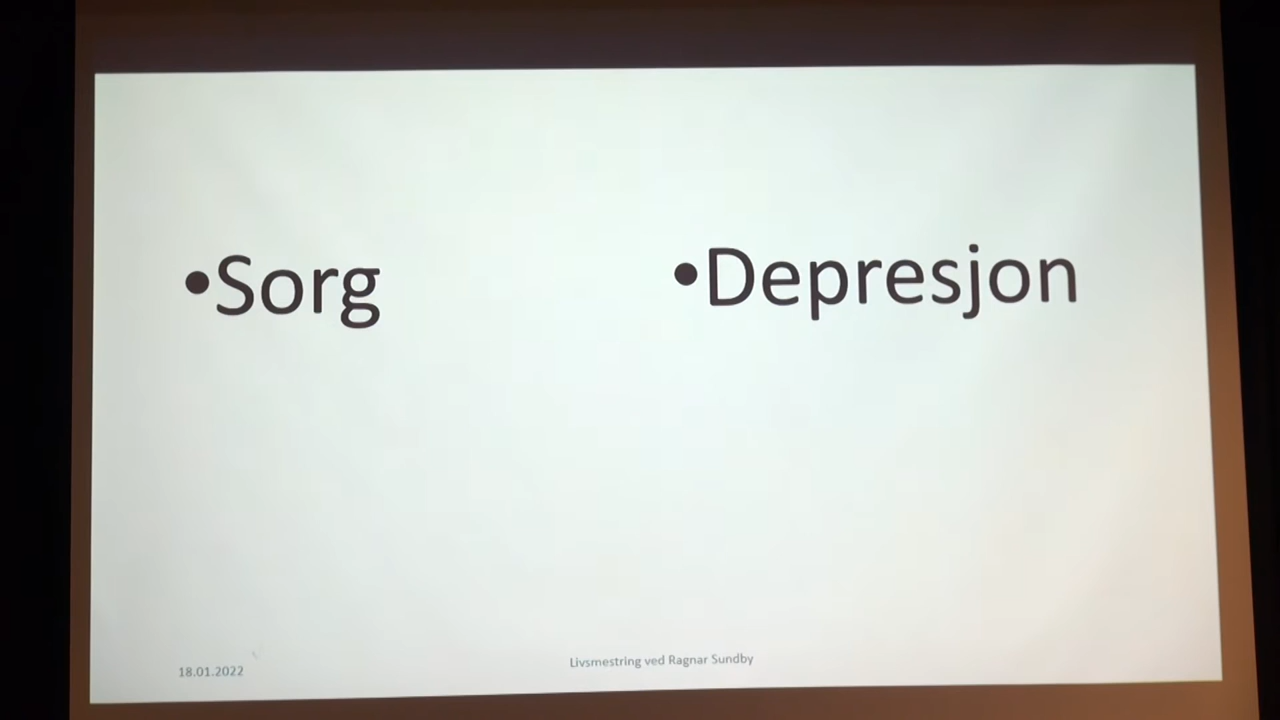 •Sorg
•Depresjon
18.01.2022
Livsmestring ved Ragnar Sundby